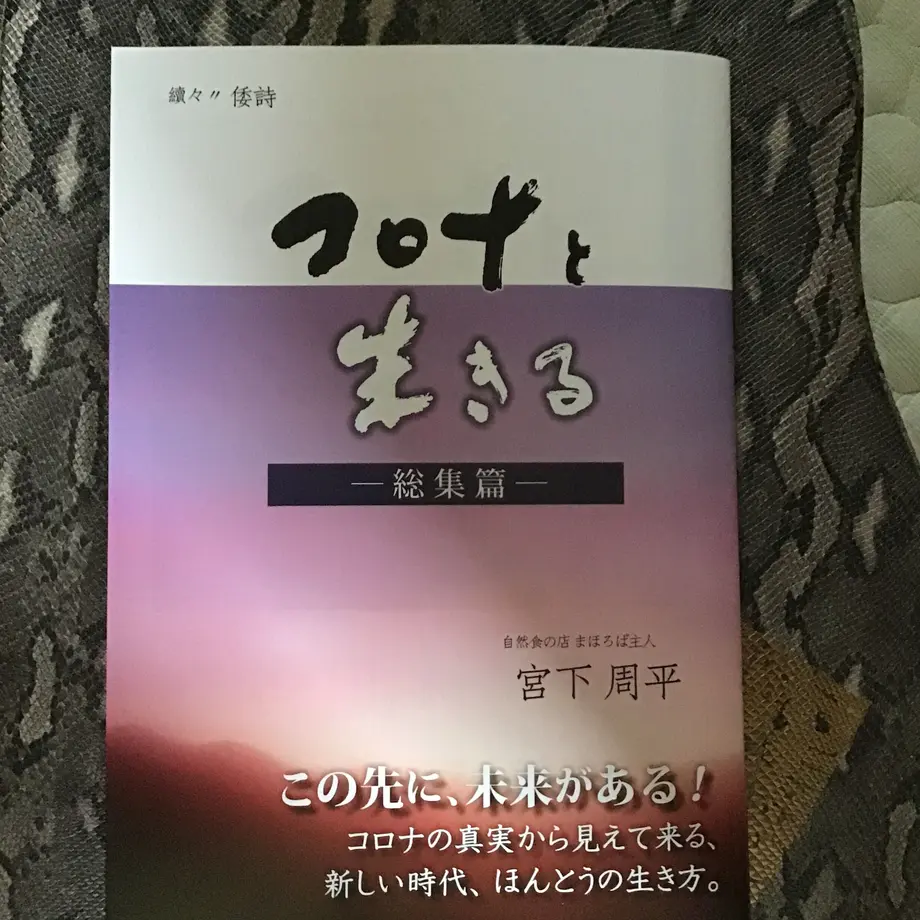 續々〃 倭詩
コロナと
生きる
―総集篇―
自然食の店 まほろば主人
宮下 周平
この先に、未来がある!
コロナの真実から見えて来る、
新しい時代、ほんとうの生き方。